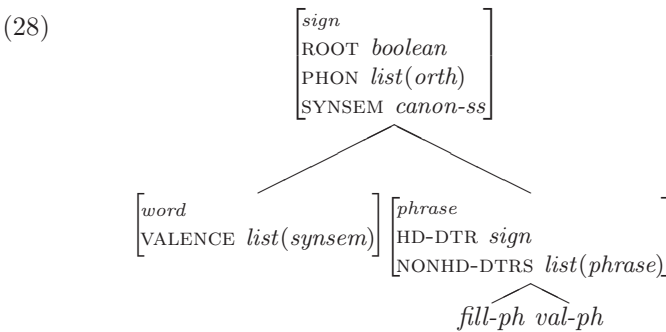 (28)
sign
ROOT boolean
PHON list(orth)
SYNSEM canon-ss
word
VALENCE list(synsem)
phrase
HD-DTR sign
NONHD-DTRS list(phrase)
fill-ph val-ph